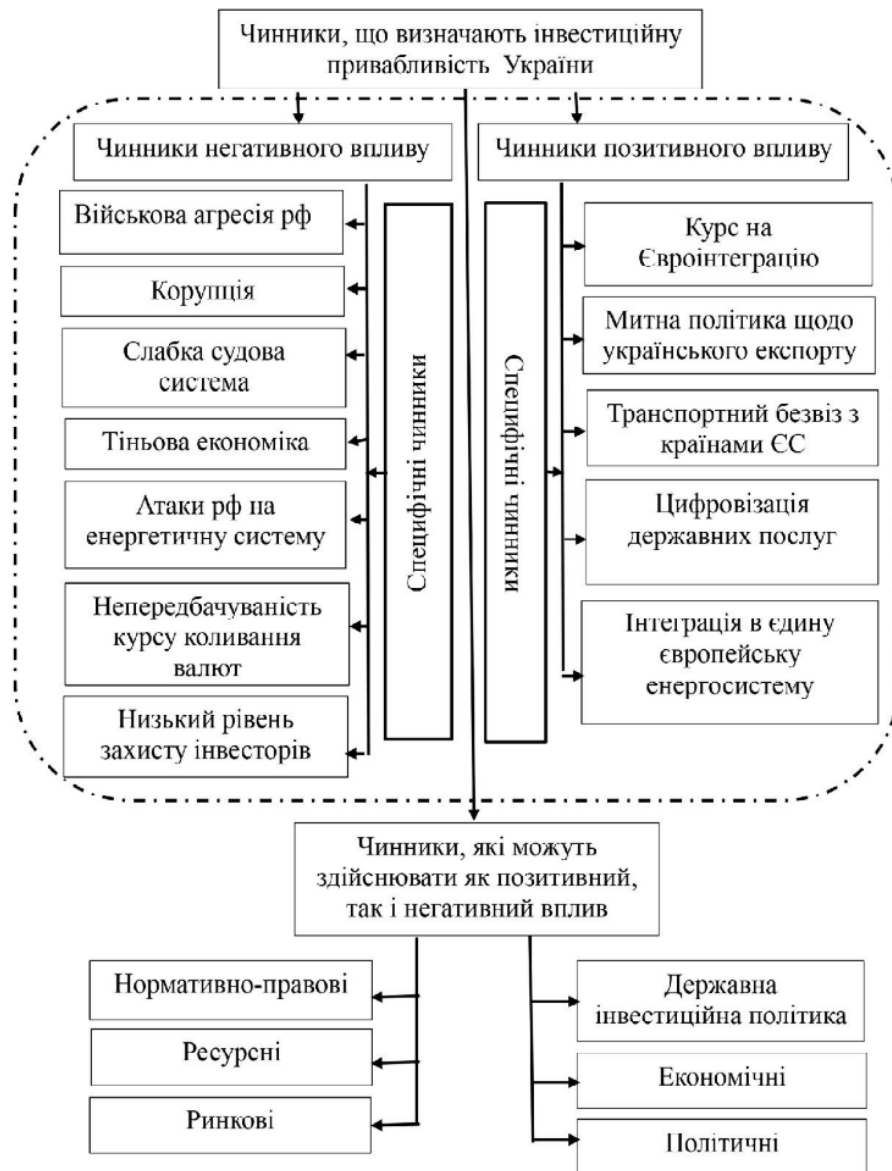 Чинники, що визначають інвестиційну
привабливість України
Чинники негативного впливу
Військова агресія рф
Корупція
Слабка судова
система
Тіньова економіка
Атаки рф на
енергетичну систему
Непередбачуваність
курсу коливання
валют
Низький рівень
захисту інвесторів
Специфічні чинники
Чинники позитивного впливу
Специфічні чинники
Курс на
Євроінтеграцію
Митна політика щодо
українського експорту
Транспортний безвіз з
країнами ЄС
Цифровізація
державних послуг
Інтеграція в єдину
європейську
енергосистему
Чинники, які можуть
здійснювати як позитивний,
так і негативний вплив
Нормативно-правові
Ресурсні
Ринкові
Державна
інвестиційна політика
Економічні
Політичні